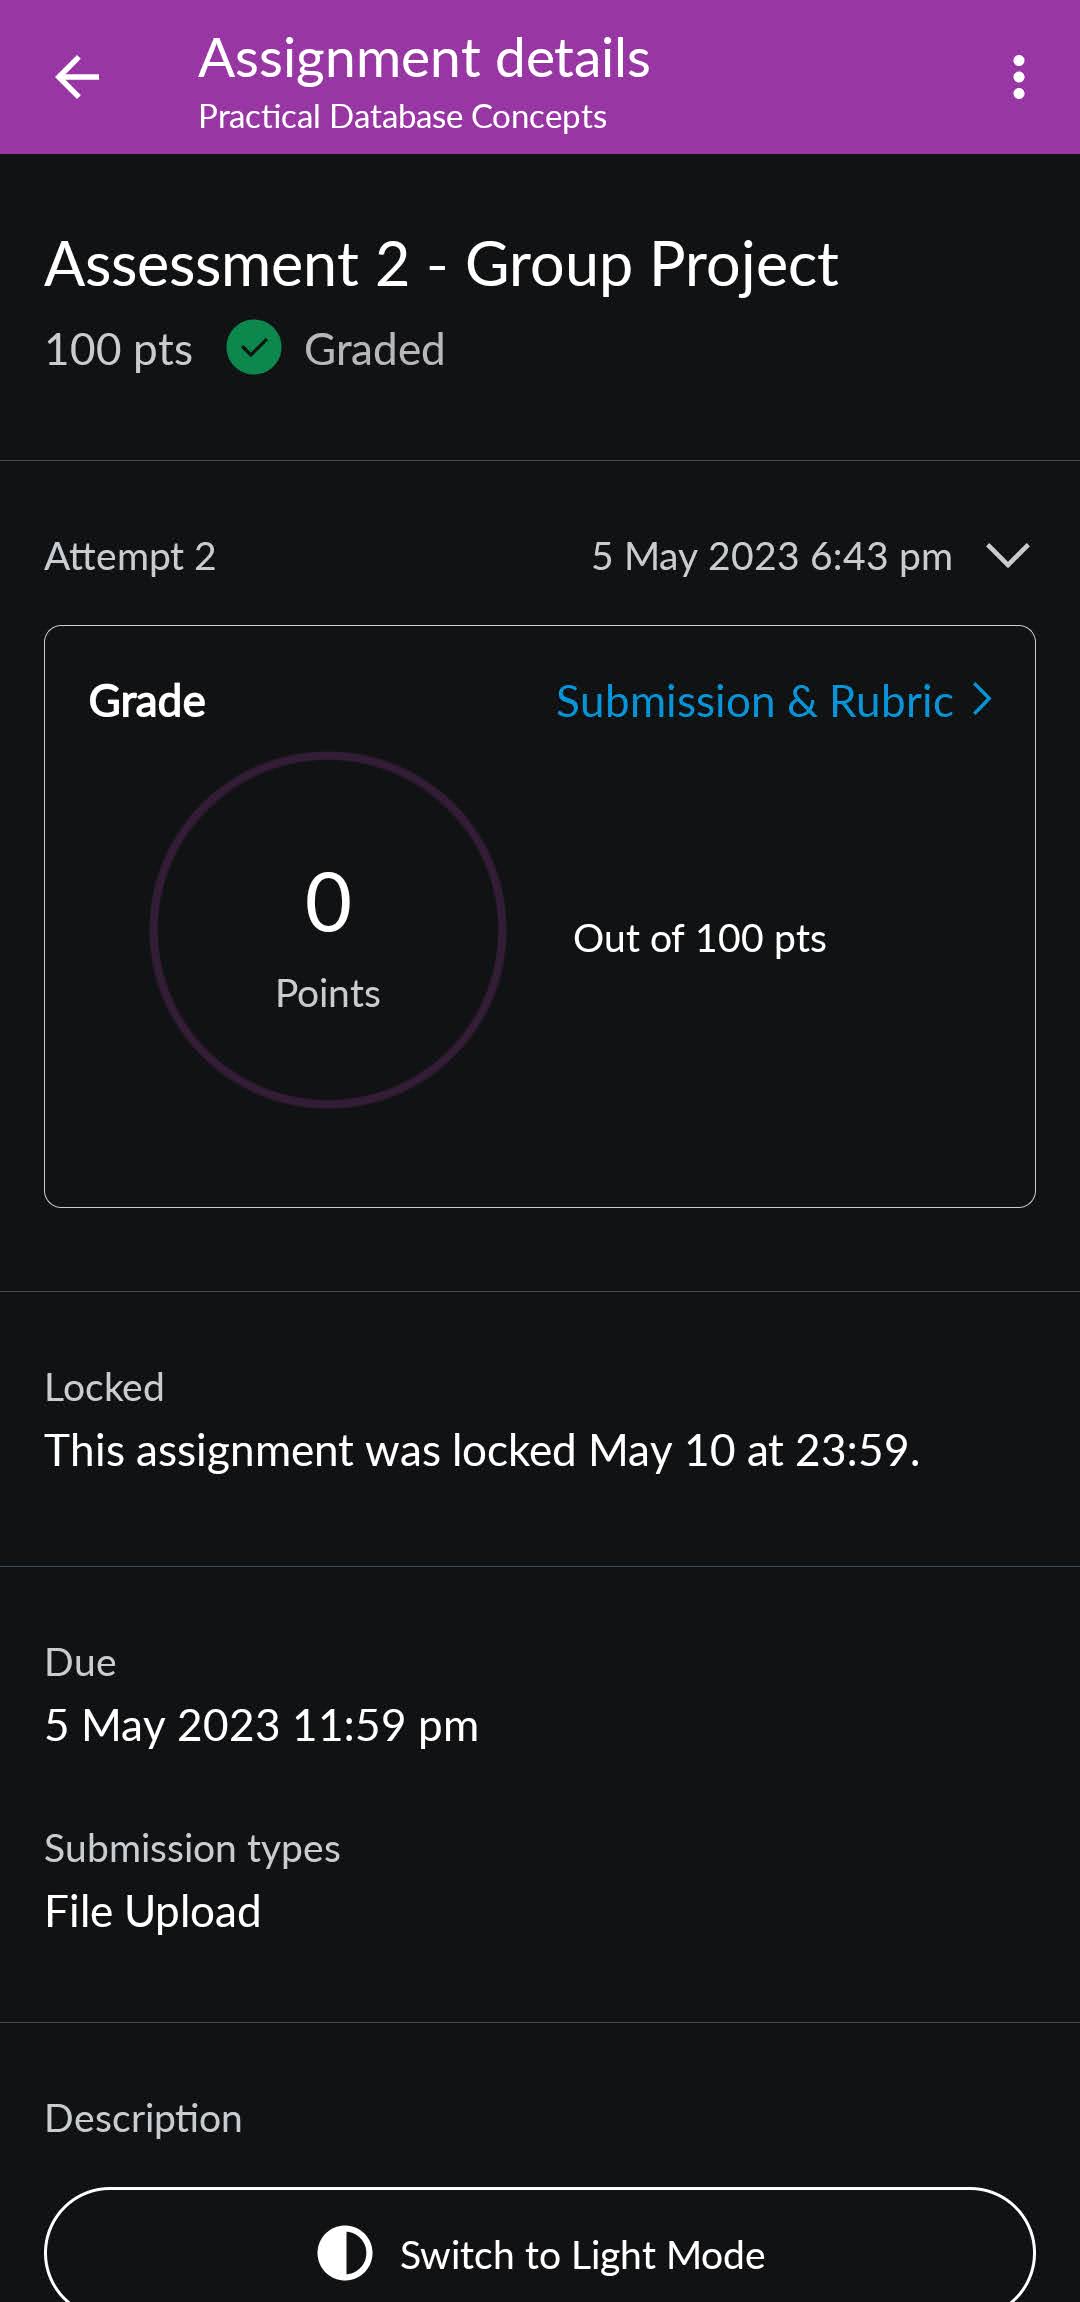 Assignment details
Practical Database Concepts
Assessment 2 - Group Project
100 pts Graded
Attempt 2 5 May 2023 6:43 pm
Grade Submission & Rubric
0
Points
Out of 100 pts
Locked
This assignment was locked May 10 at 23:59.
Due
5 May 2023 11:59 pm
Submission types
File Upload
Description
Switch to Light Mode